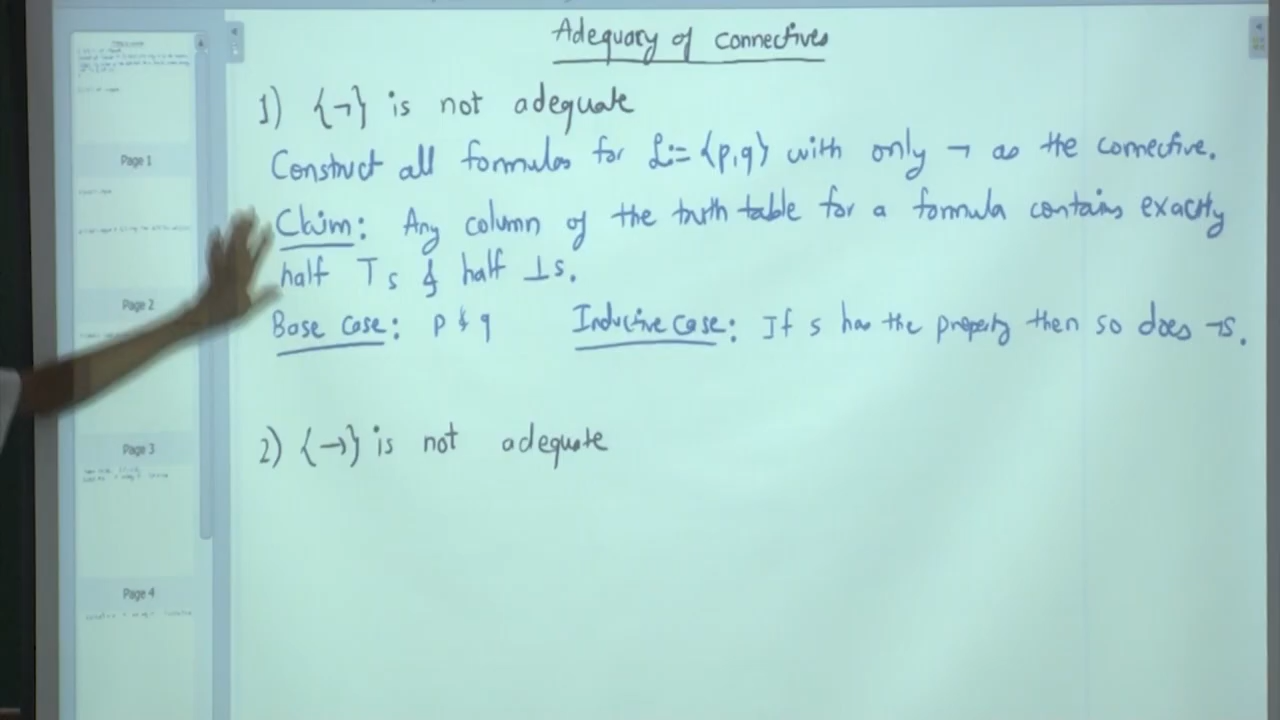 Adequacy of connectives
1) {¬} is not adequate
Construct all formulas for L:= {p,q} with only ¬ as the connective.
Claim: Any column of the truth table for a formula contains exactly
half Ts & half ⊥s.
Base case: p & q Inductive case: If s has the property then so does ¬s.
2) {→} is not adequate
Page 1
Page 2
Page 3
Page 4